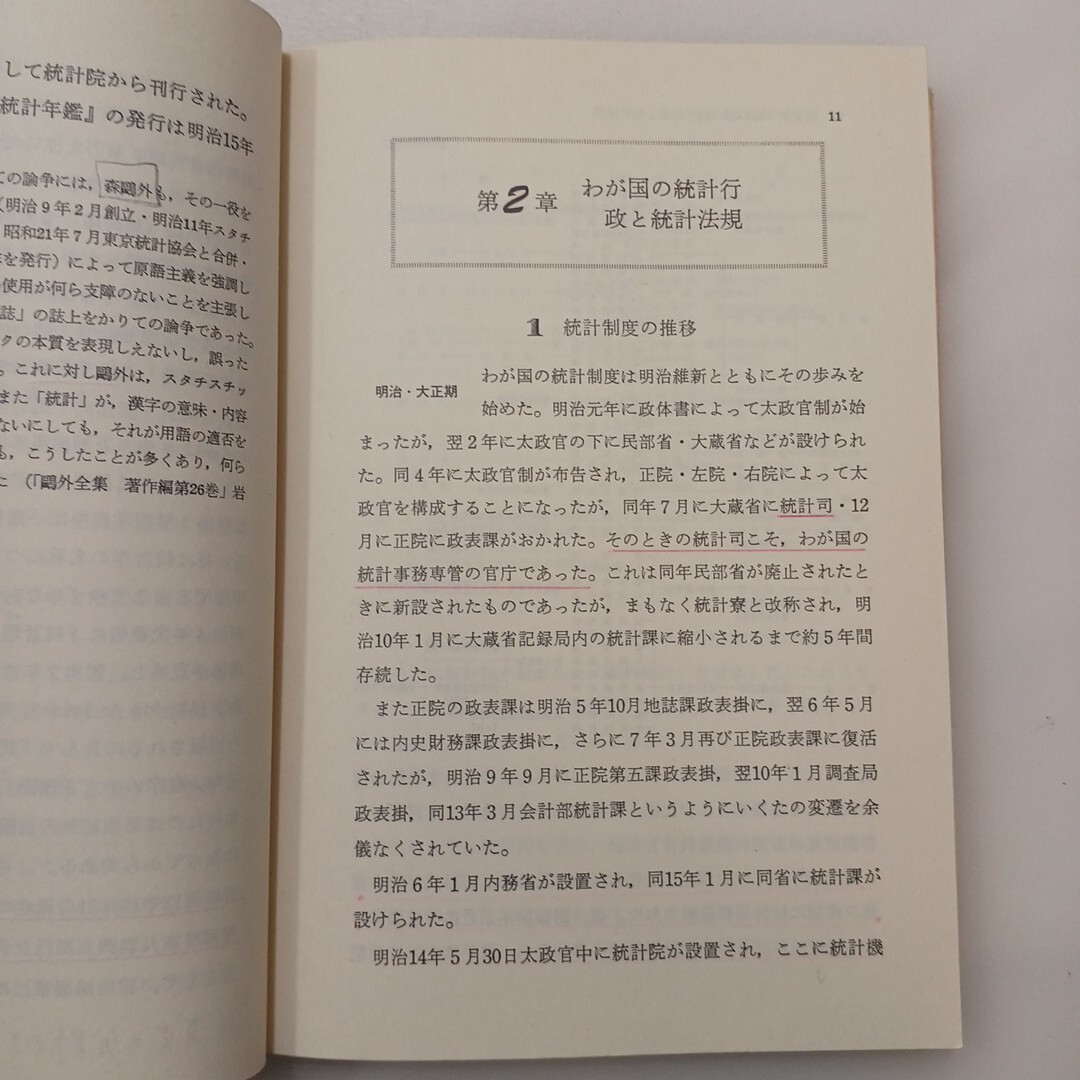 して統計院から刊行された。
統計年鑑』の発行は明治15年
ての論争には，森鷗外も，その一役を
（明治９年２月創立・明治11年スタチ
昭和21年７月東京統計協会と合併・
を発行）によって原語主義を強調し
使用が何ら支障のないことを主張し
誌」の誌上をかりての論争であった。
クの本質を表現しえないし，誤った
。これに対し鷗外は，スタチスチッ
また「統計」が，漢字の意味・内容
ないにしても，それが用語の適否を
も，こうしたことが多くあり，何ら
た（「鷗外全集 著作編第26巻」岩
11
第2章 わが国の統計行
政と統計法規
1 統計制度の推移
明治・大正期
わが国の統計制度は明治維新とともにその歩みを
始めた。明治元年に政体書によって太政官制が始
まったが，翌２年に太政官の下に民部省・大蔵省などが設けられ
た。同４年に太政官制が布告され，正院・左院・右院によって太
政官を構成することになったが，同年７月に大蔵省に統計司・12
月に正院に政表課がおかれた。そのときの統計司こそ，わが国の
統計事務専管の官庁であった。これは同年民部省が廃止されたと
きに新設されたものであったが，まもなく統計寮と改称され，明
治10年１月に大蔵省記録局内の統計課に縮小されるまで約５年間
存続した。
また正院の政表課は明治５年10月地誌課政表掛に，翌６年５月
には内史財務課政表掛に，さらに７年３月再び正院政表課に復活
されたが，明治９年９月に正院第五課政表掛，翌10年１月調査局
政表掛，同13年３月会計部統計課というようにいくたの変遷を余
儀なくされていた。
明治６年１月内務省が設置され，同15年１月に同省に統計課が
設けられた。
明治14年５月30日太政官中に統計院が設置され，ここに統計機